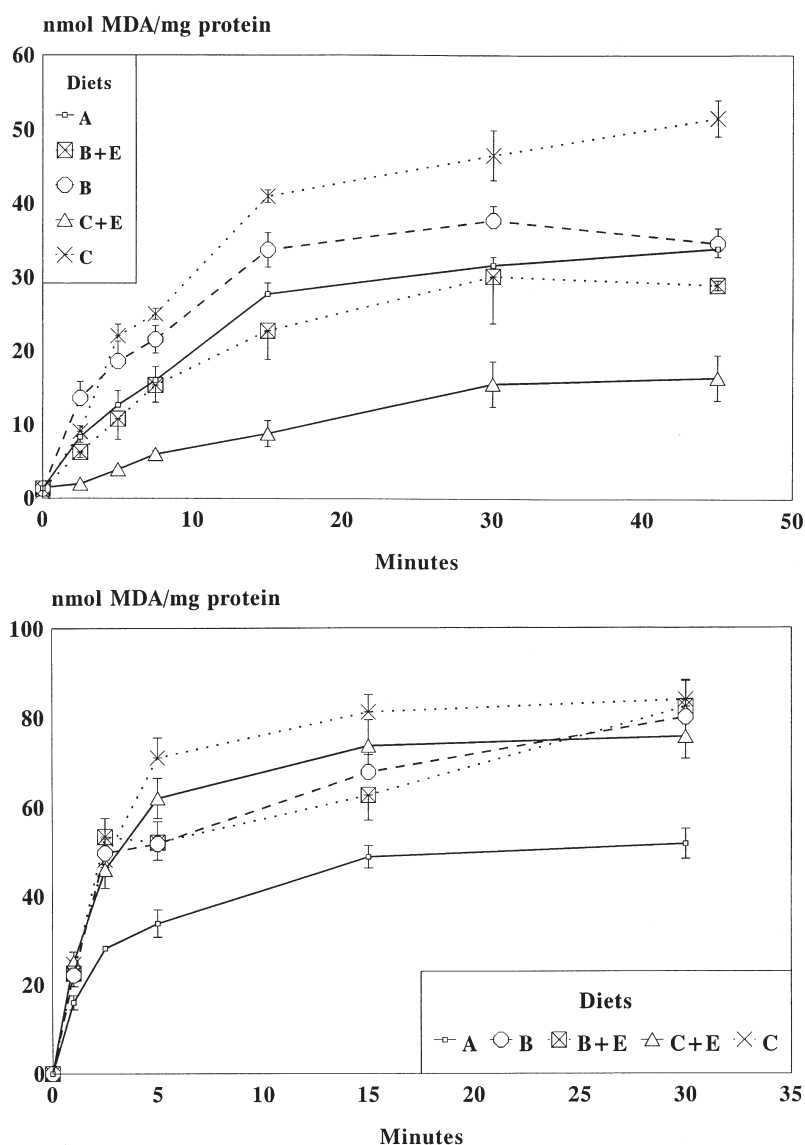 nmol MDA/mg protein
60
50
40
30
20
10
0
Diets
A
B+E
B
C+E
C
0 10 20 30 40 50
Minutes
nmol MDA/mg protein
100
80
60
40
20
0
Diets
A B B+E C+E C
0 5 10 15 20 25 30 35
Minutes